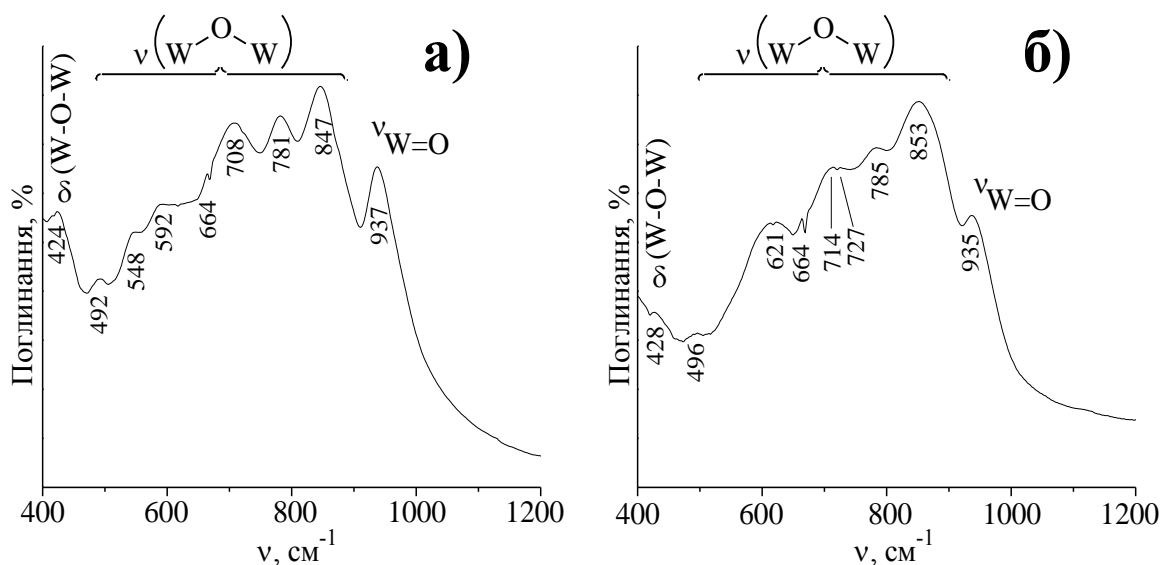 а)
ν(W O W)
δ(W-O-W)
νW=O
424
492
548
592
664
708
781
847
937
Поглинання, %
400
600
800
1000
1200
ν, см-1
б)
ν(W O W)
δ(W-O-W)
νW=O
428
496
621
664
714
727
785
853
935
Поглинання, %
400
600
800
1000
1200
ν, см-1